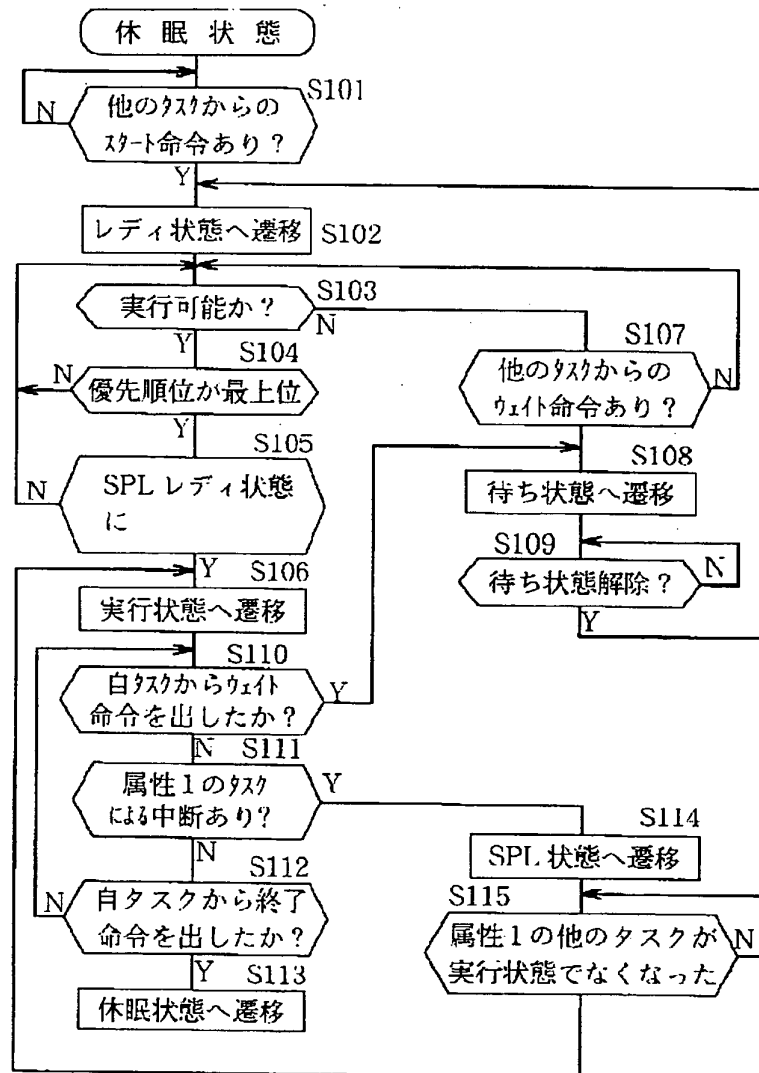 休眠状態
S101
N
他のタスクからの
スタート命令あり？
Y
レディ状態へ遷移
S102
実行可能か？
S103
N
Y
S104
N
優先順位が最上位
Y
S105
N
SPLレディ状態
に
Y
S106
実行状態へ遷移
S107
他のタスクからの
ウェイト命令あり？
N
S108
待ち状態へ遷移
S109
待ち状態解除？
N
Y
S110
自タスクからウェイト
命令を出したか？
Y
N
S111
属性1のタスク
による中断あり？
Y
N
S112
N
自タスクから終了
命令を出したか？
Y
S113
休眠状態へ遷移
S114
SPL状態へ遷移
S115
属性1の他のタスクが
実行状態でなくなった
N